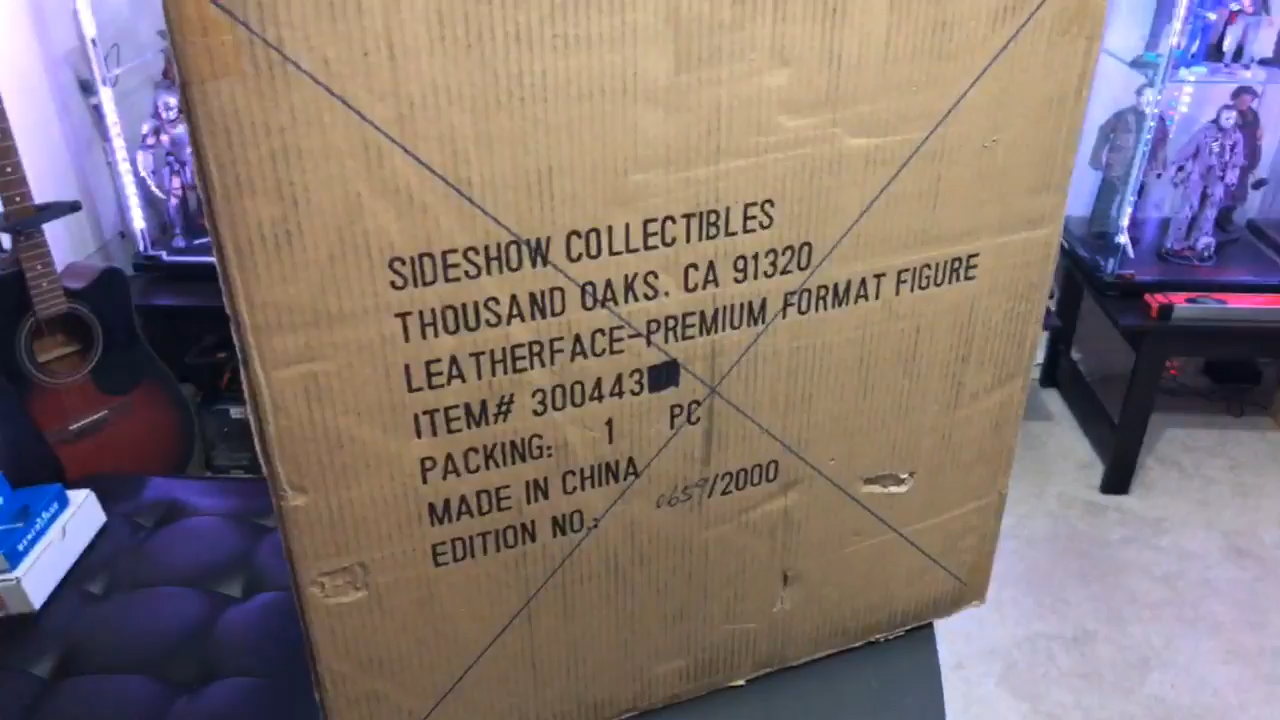 SIDESHOW COLLECTIBLES
THOUSAND OAKS. CA 91320
LEATHERFACE-PREMIUM FORMAT FIGURE
ITEM# 300443
PACKING: 1 PC
MADE IN CHINA
EDITION NO.: 0659/2000